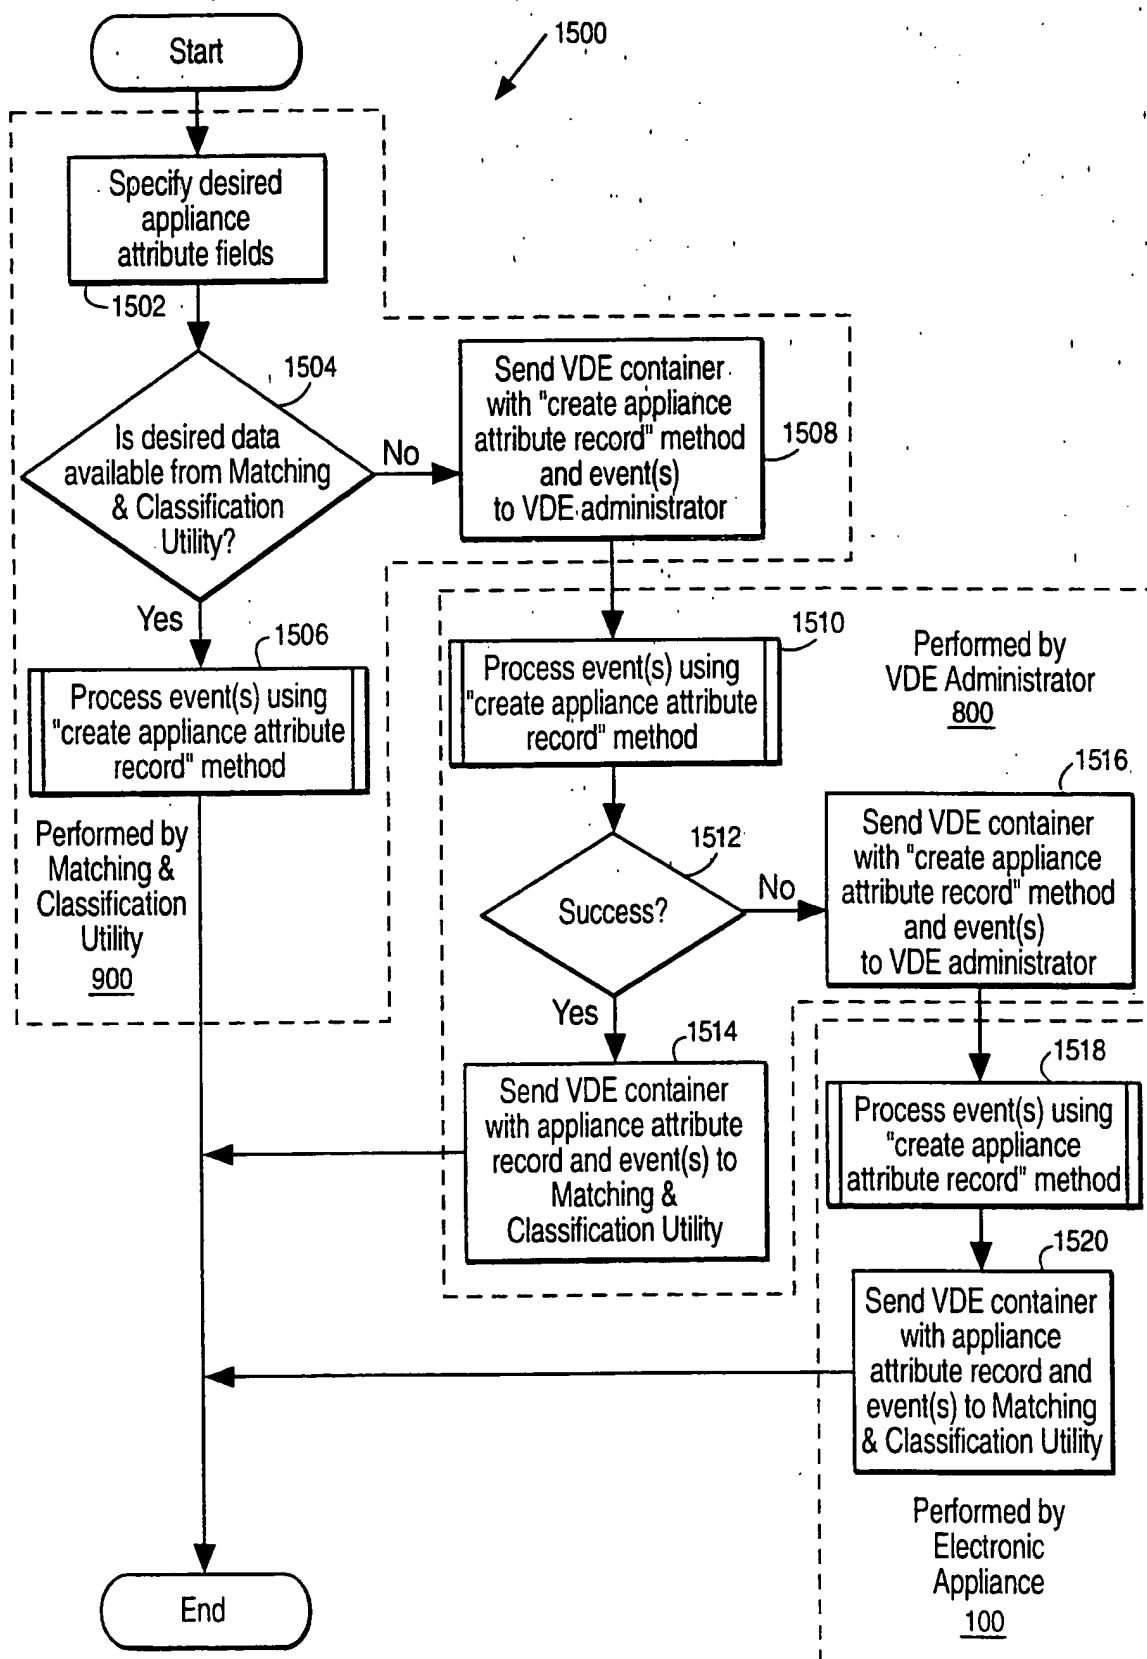 Start
1500
Specify desired
appliance
attribute fields
1502
1504
Is desired data
available from Matching
& Classification
Utility?
No
Send VDE container
with "create appliance
attribute record" method
and event(s)
to VDE administrator
1508
Yes
1506
Process event(s) using
"create appliance attribute
record" method
Performed by
Matching &
Classification
Utility
900
1510
Process event(s) using
"create appliance attribute
record" method
Performed by
VDE Administrator
800
1512
Success?
No
1516
Send VDE container
with "create appliance
attribute record" method
and event(s)
to VDE administrator
Yes
1514
Send VDE container
with appliance attribute
record and event(s) to
Matching &
Classification Utility
1518
Process event(s) using
"create appliance
attribute record" method
1520
Send VDE container
with appliance
attribute record and
event(s) to Matching
& Classification Utility
Performed by
Electronic
Appliance
100
End